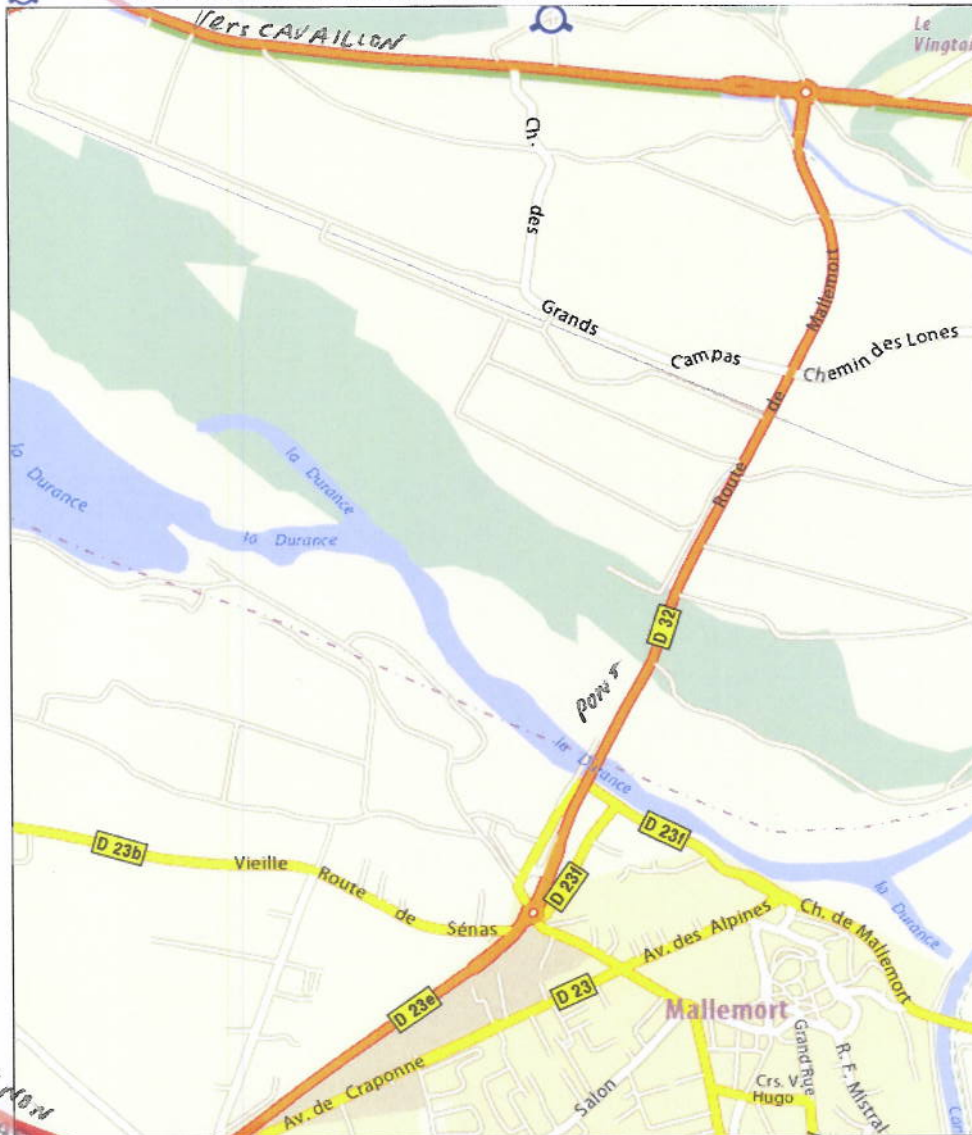 Vers CAVAILLON
Le
Vingtai
Ch.
des
Grands
Campas
Chemin des Lones
Route
de
Mallemort
la Durance
la Durance
la Durance
D 32
pont
la Durance
D 23b
Vieille
Route
de
Sénas
D 23f
D 23f
la Durance
Av. des Alpines
Ch. de Mallemort
D 23e
D 23
Mallemort
Av. de Craponne
Salon
Grand Rue
R. F. Mistral
Crs. V.
Hugo
Can